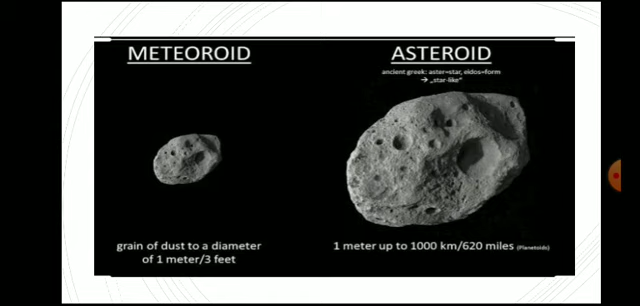 METEOROID
ASTEROID
ancient greek: aster=star, eidos=form
→ „star-like“
grain of dust to a diameter
of 1 meter/3 feet
1 meter up to 1000 km/620 miles (Planetoids)